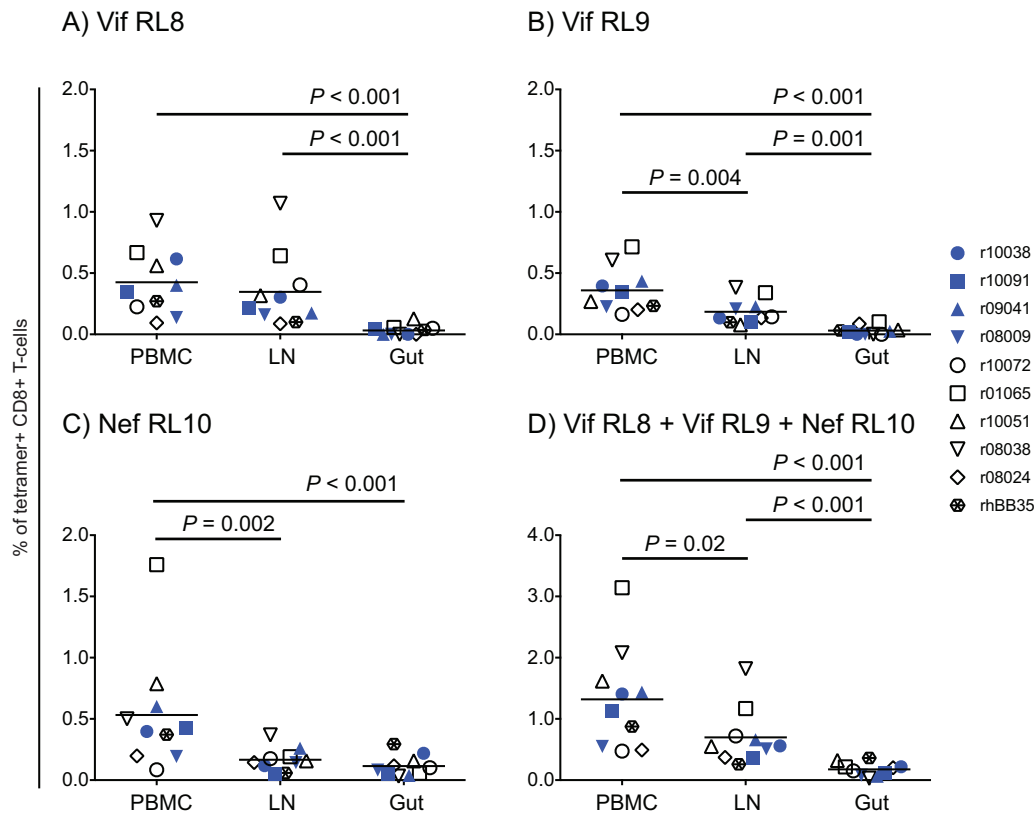 A) Vif RL8
B) Vif RL9
% of tetramer+ CD8+ T-cells
2.0
1.5
1.0
0.5
0.0
P < 0.001
P < 0.001
PBMC
LN
Gut
2.0
1.5
1.0
0.5
0.0
P < 0.001
P = 0.001
P = 0.004
PBMC
LN
Gut
r10038
r10091
r09041
r08009
r10072
r01065
r10051
r08038
r08024
rhBB35
C) Nef RL10
D) Vif RL8 + Vif RL9 + Nef RL10
P < 0.001
P = 0.002
2.0
1.5
1.0
0.5
0.0
PBMC
LN
Gut
P < 0.001
P < 0.001
P = 0.02
4.0
3.0
2.0
1.0
0.0
PBMC
LN
Gut